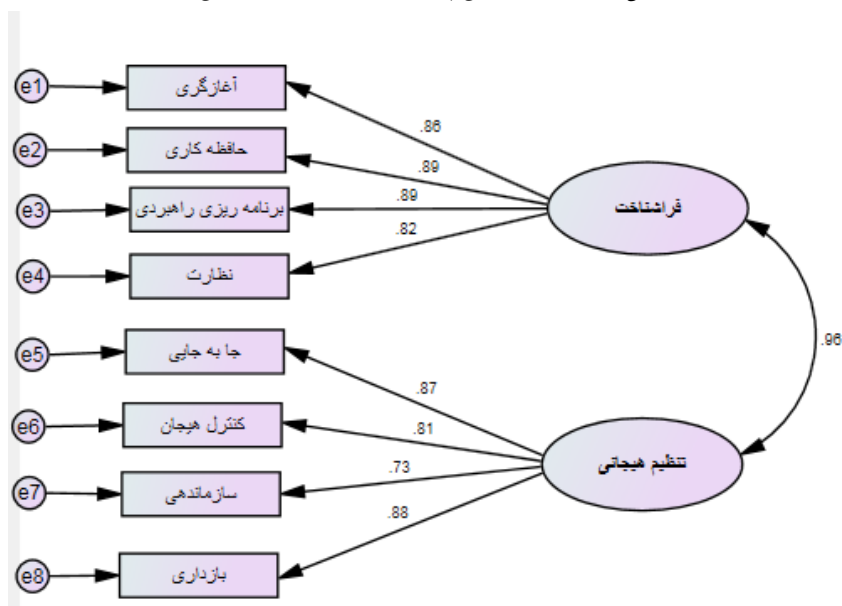 e1
آغازگری
.86
e2
حافظه کاری
.89
e3
برنامه ریزی راهبردی
.89
فراشناخت
e4
نظارت
.82
e5
جا به جایی
.87
.96
e6
کنترل هیجان
.81
e7
سازماندهی
.73
تنظیم هیجانی
e8
بازداری
.88